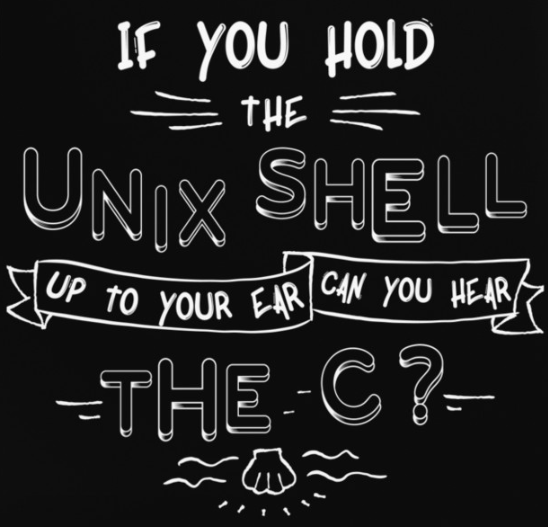 IF YOU HOLD
THE
UNIX SHELL
UP TO YOUR EAR CAN YOU HEAR
THE C?